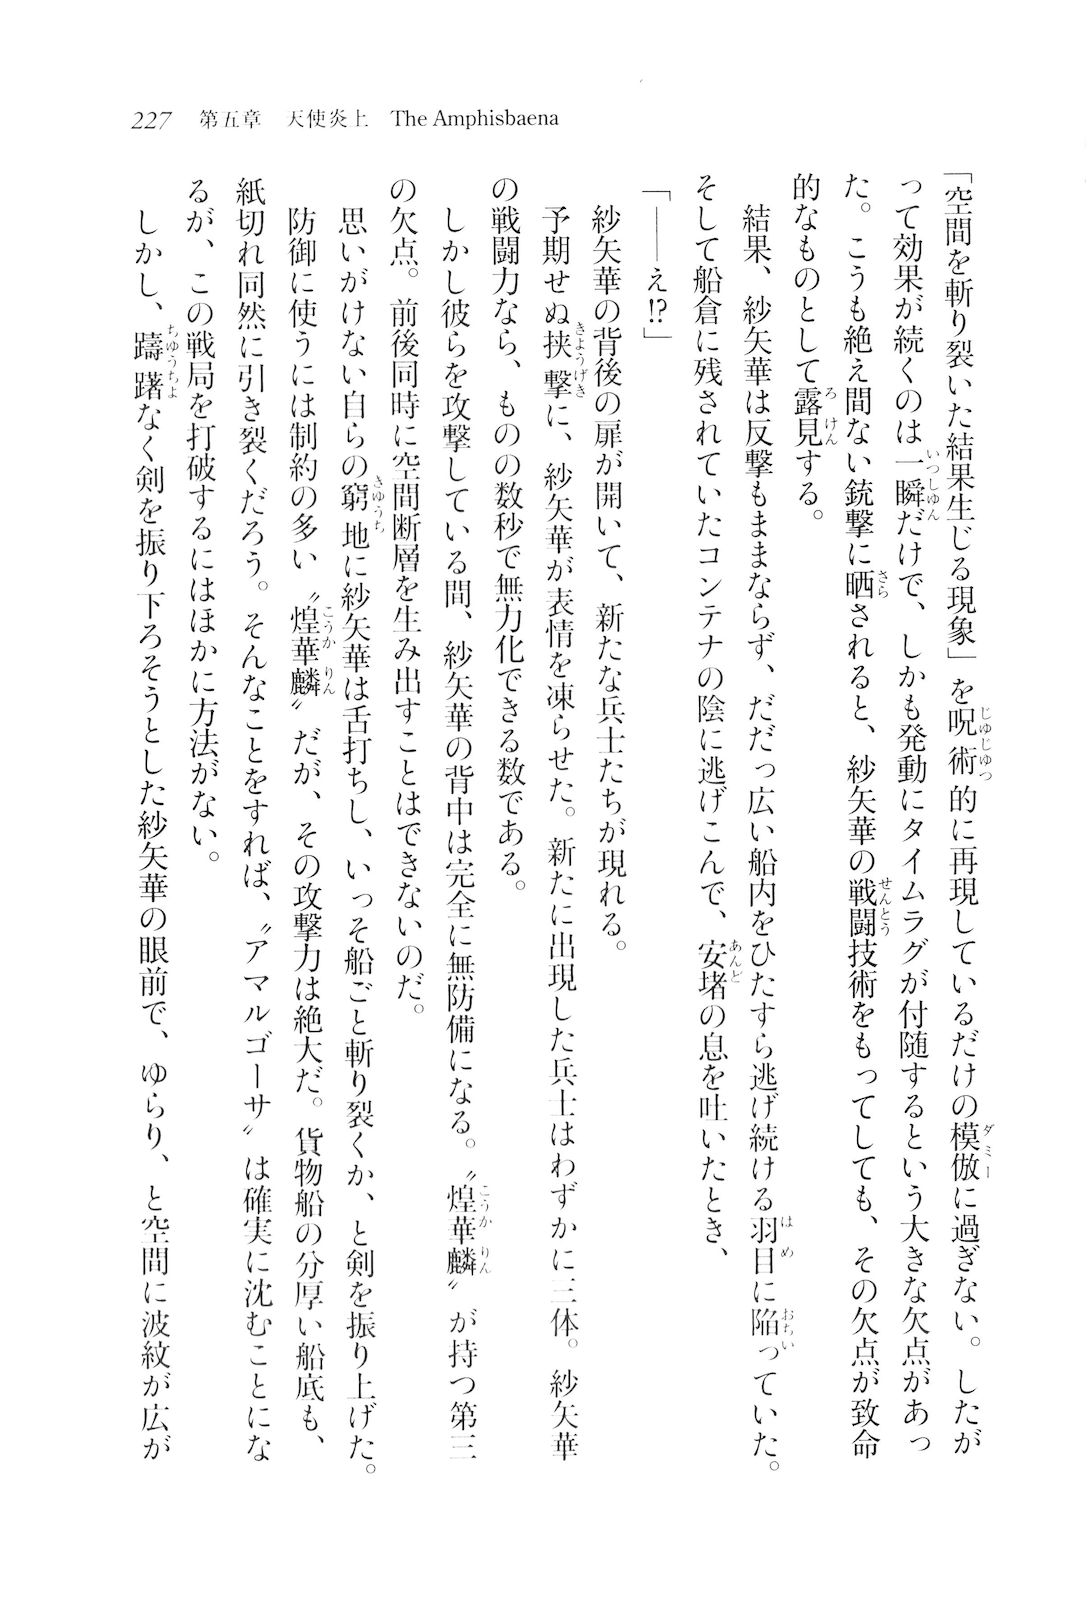 227　第五章　天使炎上　The Amphisbaena
「空間を斬り裂いた結果生じる現象」を呪術的に再現しているだけの模倣に過ぎない。したが
って効果が続くのは一瞬だけで、しかも発動にタイムラグが付随するという大きな欠点があっ
た。こうも絶え間ない銃撃に晒されると、紗矢華の戦闘技術をもってしても、その欠点が致命
的なものとして露見する。
　結果、紗矢華は反撃もままならず、だだっ広い船内をひたすら逃げ続ける羽目に陥っていた。
そして船倉に残されていたコンテナの陰に逃げこんで、安堵の息を吐いたとき、
「――え!?」
　紗矢華の背後の扉が開いて、新たな兵士たちが現れる。
　予期せぬ挟撃に、紗矢華が表情を凍らせた。新たに出現した兵士はわずかに三体。紗矢華
の戦闘力なら、ものの数秒で無力化できる数である。
　しかし彼らを攻撃している間、紗矢華の背中は完全に無防備になる。〝煌華麟〟が持つ第三
の欠点。前後同時に空間断層を生み出すことはできないのだ。
　思いがけない自らの窮地に紗矢華は舌打ちし、いっそ船ごと斬り裂くか、と剣を振り上げた。
　防御に使うには制約の多い〝煌華麟〟だが、その攻撃力は絶大だ。貨物船の分厚い船底も、
紙切れ同然に引き裂くだろう。そんなことをすれば、〝アマルゴーサ〟は確実に沈むことにな
るが、この戦局を打破するにはほかに方法がない。
　しかし、躊躇なく剣を振り下ろそうとした紗矢華の眼前で、ゆらり、と空間に波紋が広が